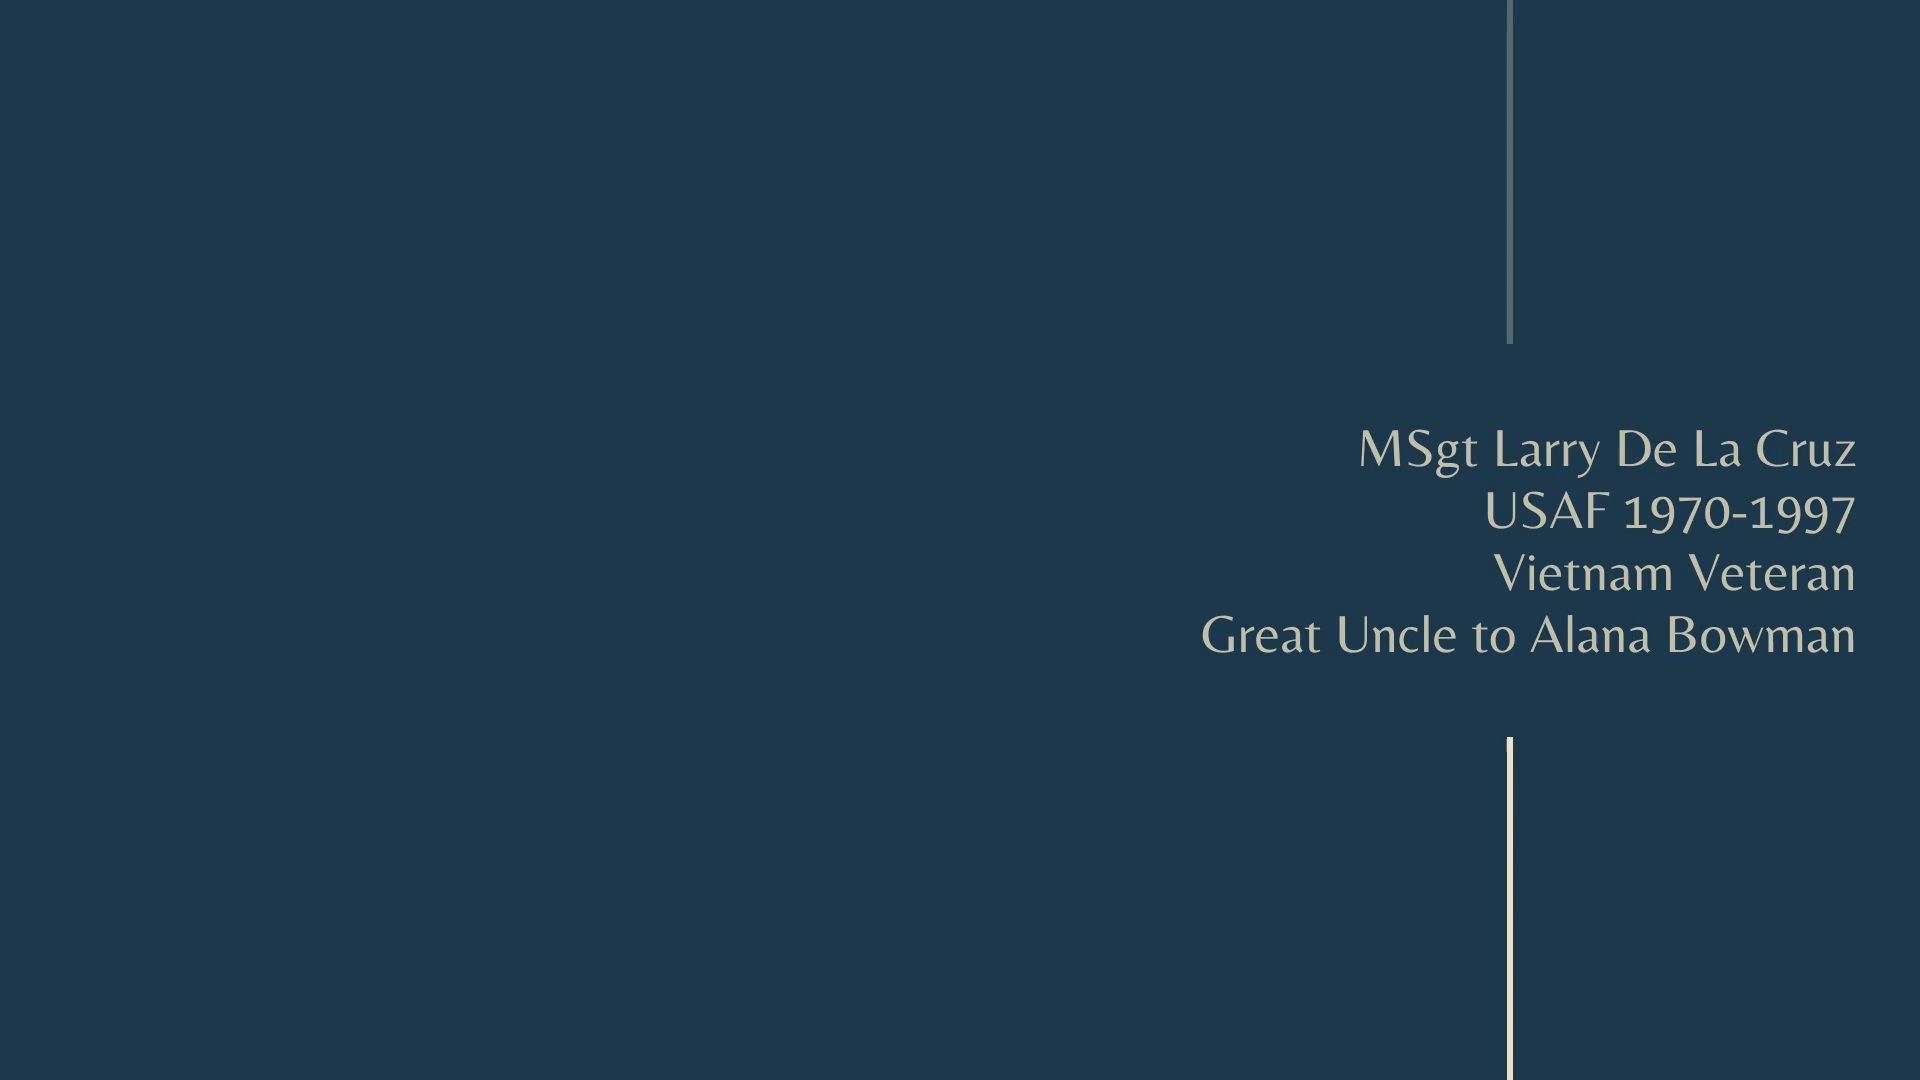 MSgt Larry De La Cruz
USAF 1970-1997
Vietnam Veteran
Great Uncle to Alana Bowman